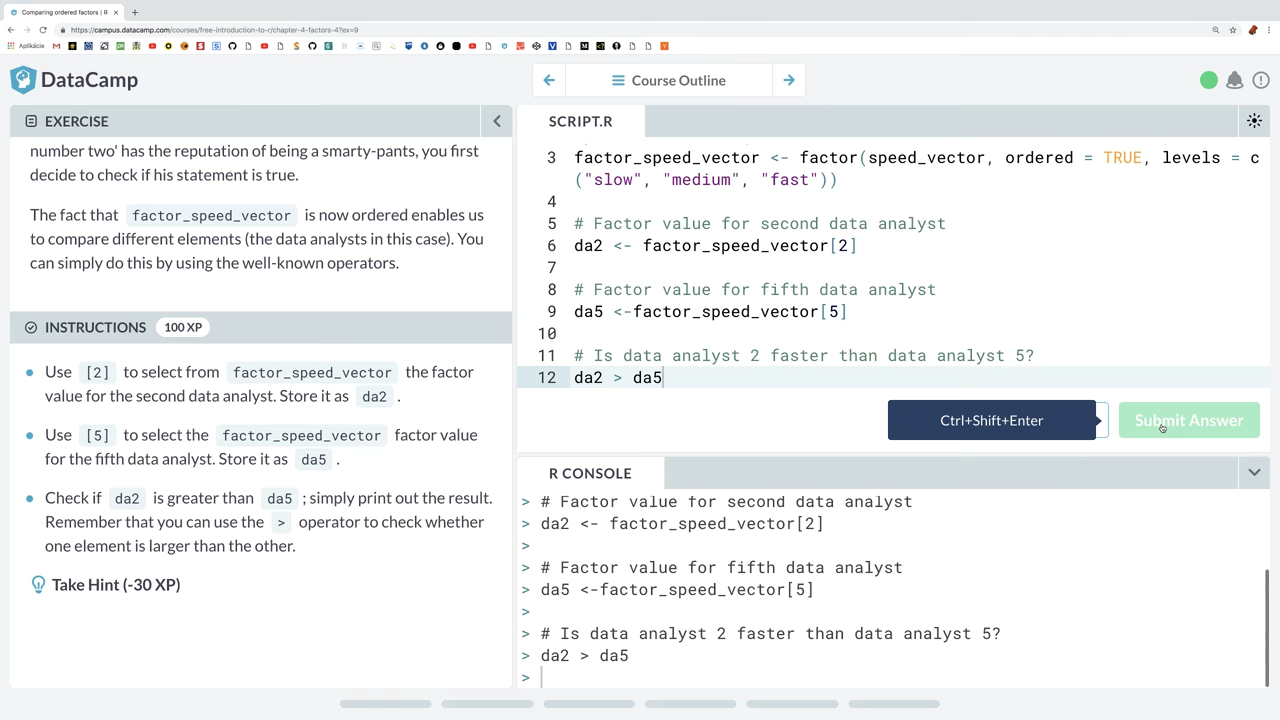 Comparing ordered factors | R
https://campus.datacamp.com/courses/free-introduction-to-r/chapter-4-factors-4?ex=9
Aplikácie
DataCamp
Course Outline
EXERCISE
number two' has the reputation of being a smarty-pants, you first
decide to check if his statement is true.
The fact that factor_speed_vector is now ordered enables us
to compare different elements (the data analysts in this case). You
can simply do this by using the well-known operators.
INSTRUCTIONS 100 XP
Use [2] to select from factor_speed_vector the factor
value for the second data analyst. Store it as da2 .
Use [5] to select the factor_speed_vector factor value
for the fifth data analyst. Store it as da5 .
Check if da2 is greater than da5 ; simply print out the result.
Remember that you can use the > operator to check whether
one element is larger than the other.
Take Hint (-30 XP)
SCRIPT.R
3 factor_speed_vector <- factor(speed_vector, ordered = TRUE, levels = c
("slow", "medium", "fast"))
4
5 # Factor value for second data analyst
6 da2 <- factor_speed_vector[2]
7
8 # Factor value for fifth data analyst
9 da5 <-factor_speed_vector[5]
10
11 # Is data analyst 2 faster than data analyst 5?
12 da2 > da5
Ctrl+Shift+Enter
Submit Answer
R CONSOLE
> # Factor value for second data analyst
> da2 <- factor_speed_vector[2]
>
> # Factor value for fifth data analyst
> da5 <-factor_speed_vector[5]
>
> # Is data analyst 2 faster than data analyst 5?
> da2 > da5
>